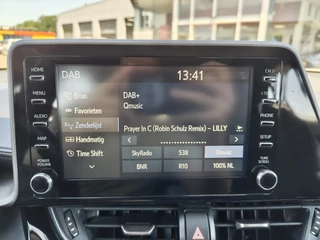 DAB 13:41
Bron
Favorieten
Zenderlijst
Handmatig
Time Shift
DAB+
Qmusic
Prayer In C (Robin Schulz Remix) – LILLY
SkyRadio 538 Qmusic
BNR R10 100% NL
HOME
MENU
AUDIO
MAP
POWER
VOLUME
PHONE
SETUP
TUNE
SCROLL